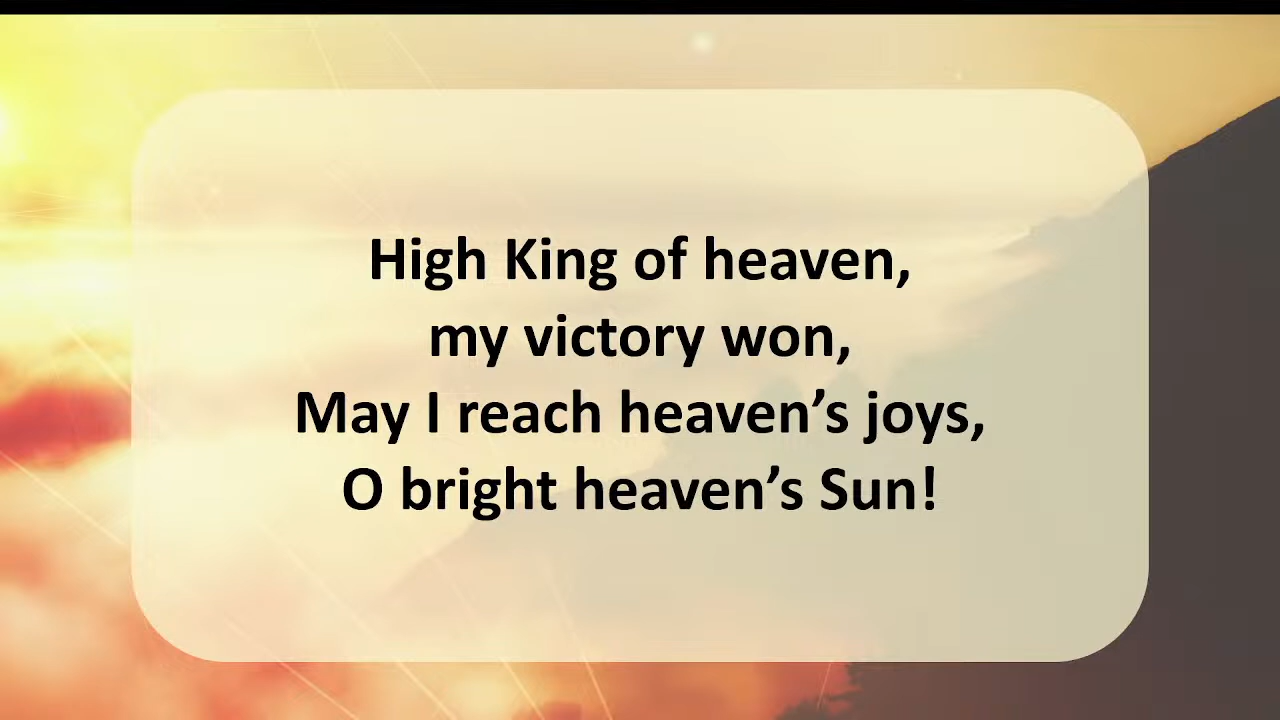 High King of heaven,
my victory won,
May I reach heaven’s joys,
O bright heaven’s Sun!